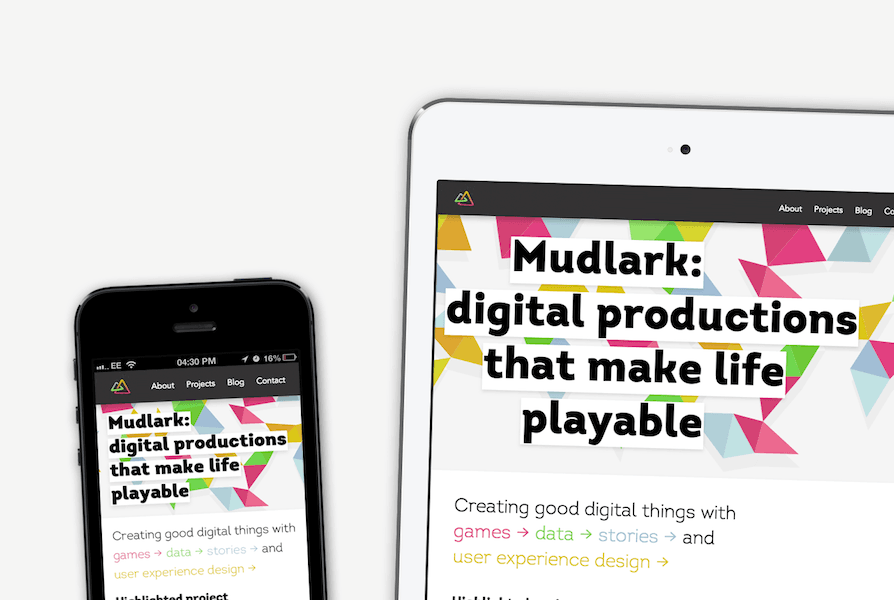 EE 04:30 PM 16%
About Projects Blog Contact
Mudlark:
digital productions
that make life
playable
Creating good digital things with
games → data → stories → and
user experience design →
Highlighted project
About Projects Blog
Mudlark:
digital productions
that make life
playable
Creating good digital things with
games → data → stories → and
user experience design →